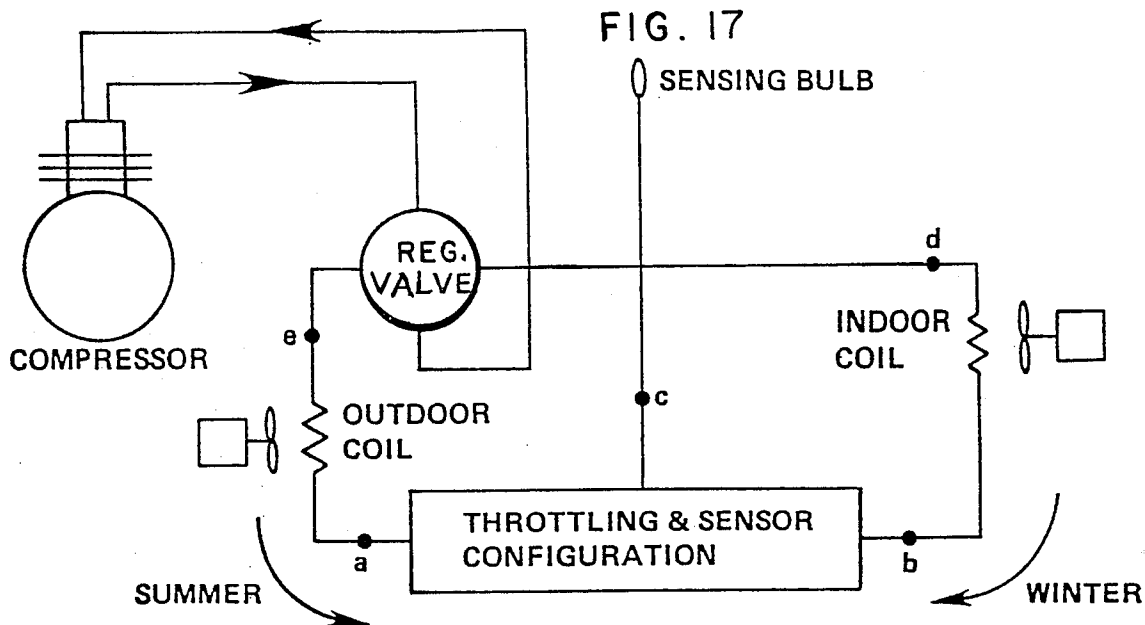 FIG. 17
SENSING BULB
REG.
VALVE
d
INDOOR
COIL
COMPRESSOR
e
c
OUTDOOR
COIL
THROTTLING & SENSOR
CONFIGURATION
a
b
SUMMER
WINTER